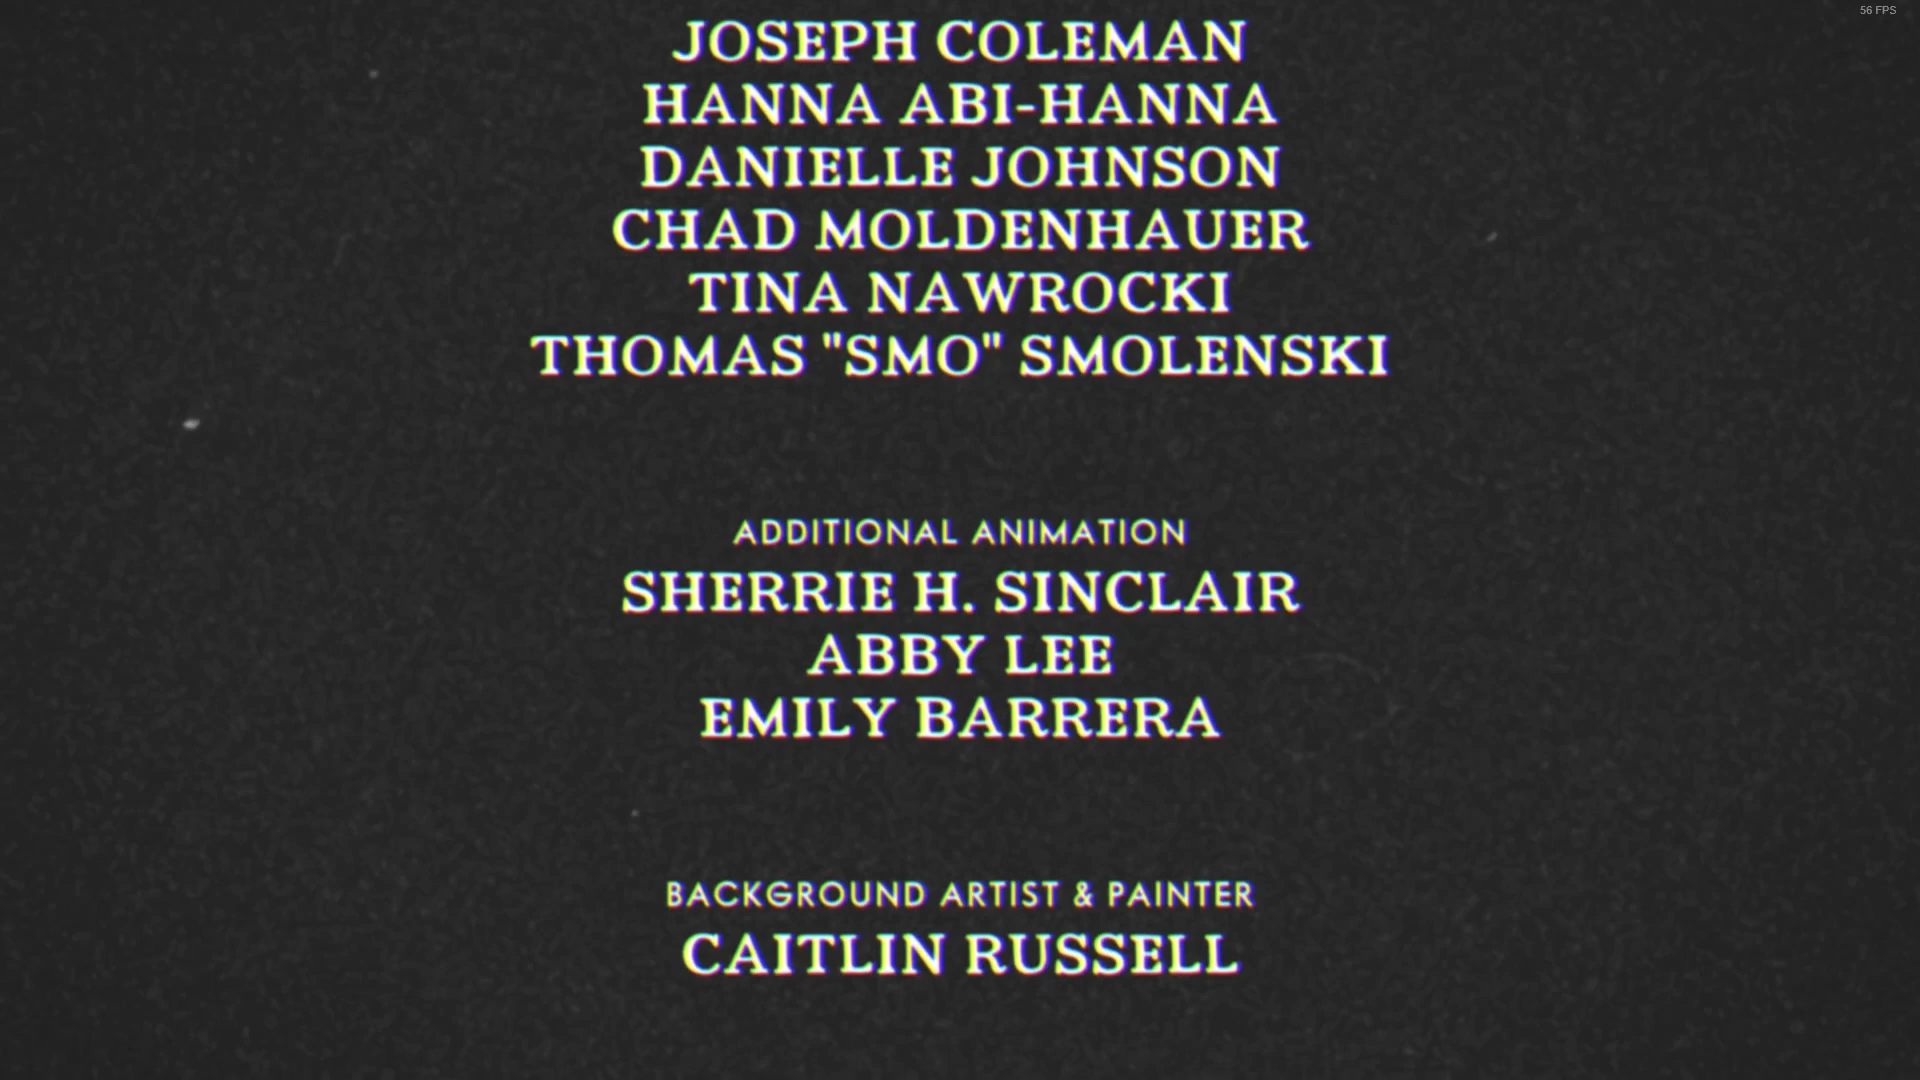 56 FPS
JOSEPH COLEMAN
HANNA ABI-HANNA
DANIELLE JOHNSON
CHAD MOLDENHAUER
TINA NAWROCKI
THOMAS "SMO" SMOLENSKI
ADDITIONAL ANIMATION
SHERRIE H. SINCLAIR
ABBY LEE
EMILY BARRERA
BACKGROUND ARTIST & PAINTER
CAITLIN RUSSELL